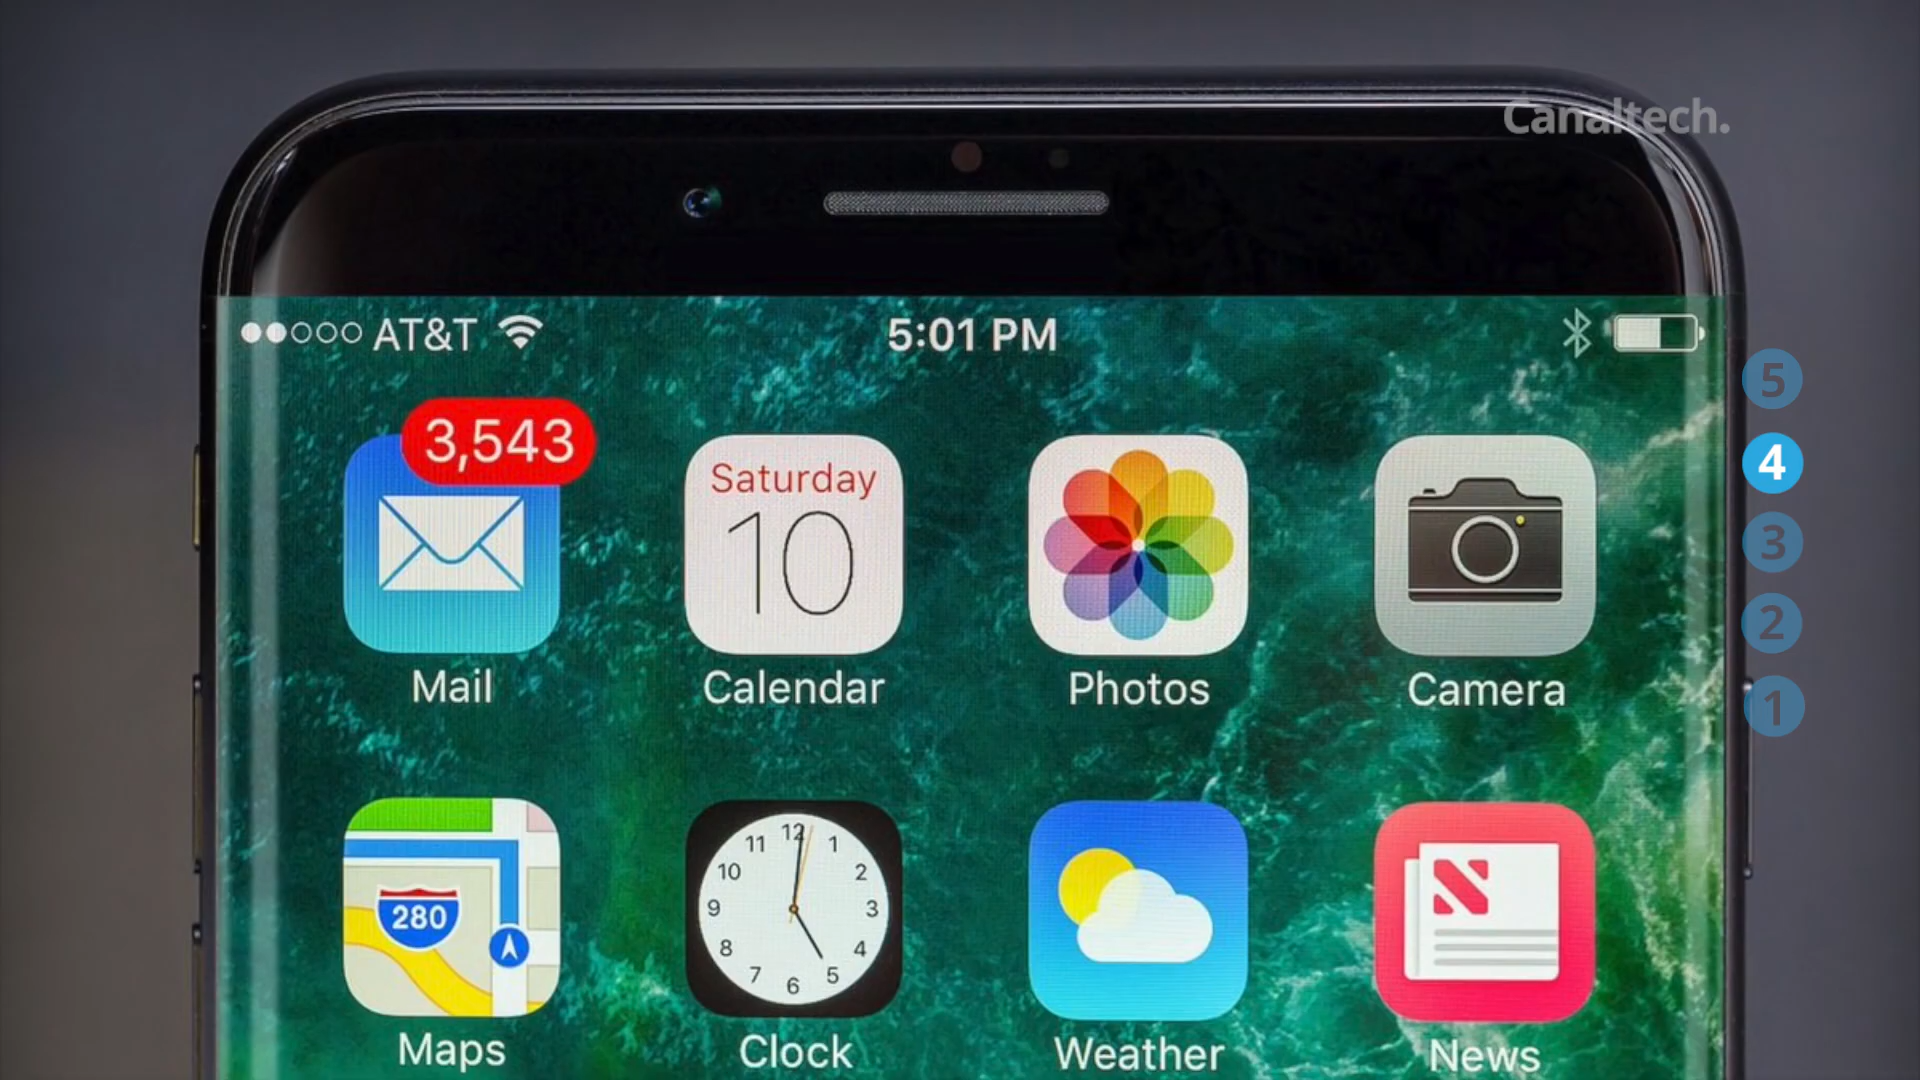 Canaltech.
AT&T
5:01 PM
5
3,543
4
Saturday
10
3
2
Mail
Calendar
Photos
Camera
1
280
12
1
2
3
4
5
6
7
8
9
10
11
Maps
Clock
Weather
News